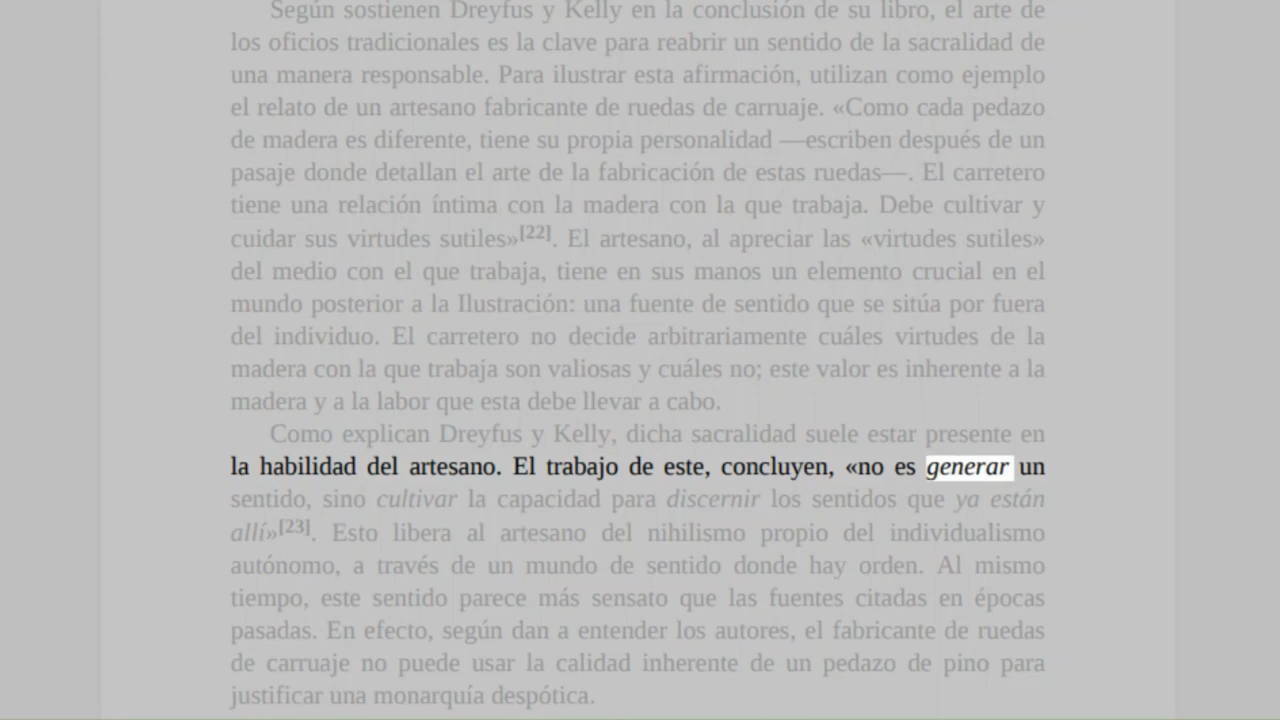 Según sostienen Dreyfus y Kelly en la conclusión de su libro, el arte de
los oficios tradicionales es la clave para reabrir un sentido de la sacralidad de
una manera responsable. Para ilustrar esta afirmación, utilizan como ejemplo
el relato de un artesano fabricante de ruedas de carruaje. «Como cada pedazo
de madera es diferente, tiene su propia personalidad —escriben después de un
pasaje donde detallan el arte de la fabricación de estas ruedas—. El carretero
tiene una relación íntima con la madera con la que trabaja. Debe cultivar y
cuidar sus virtudes sutiles»[22]. El artesano, al apreciar las «virtudes sutiles»
del medio con el que trabaja, tiene en sus manos un elemento crucial en el
mundo posterior a la Ilustración: una fuente de sentido que se sitúa por fuera
del individuo. El carretero no decide arbitrariamente cuáles virtudes de la
madera con la que trabaja son valiosas y cuáles no; este valor es inherente a la
madera y a la labor que esta debe llevar a cabo.
Como explican Dreyfus y Kelly, dicha sacralidad suele estar presente en
la habilidad del artesano. El trabajo de este, concluyen, «no es generar un
sentido, sino cultivar la capacidad para discernir los sentidos que ya están
allí»[23]. Esto libera al artesano del nihilismo propio del individualismo
autónomo, a través de un mundo de sentido donde hay orden. Al mismo
tiempo, este sentido parece más sensato que las fuentes citadas en épocas
pasadas. En efecto, según dan a entender los autores, el fabricante de ruedas
de carruaje no puede usar la calidad inherente de un pedazo de pino para
justificar una monarquía despótica.